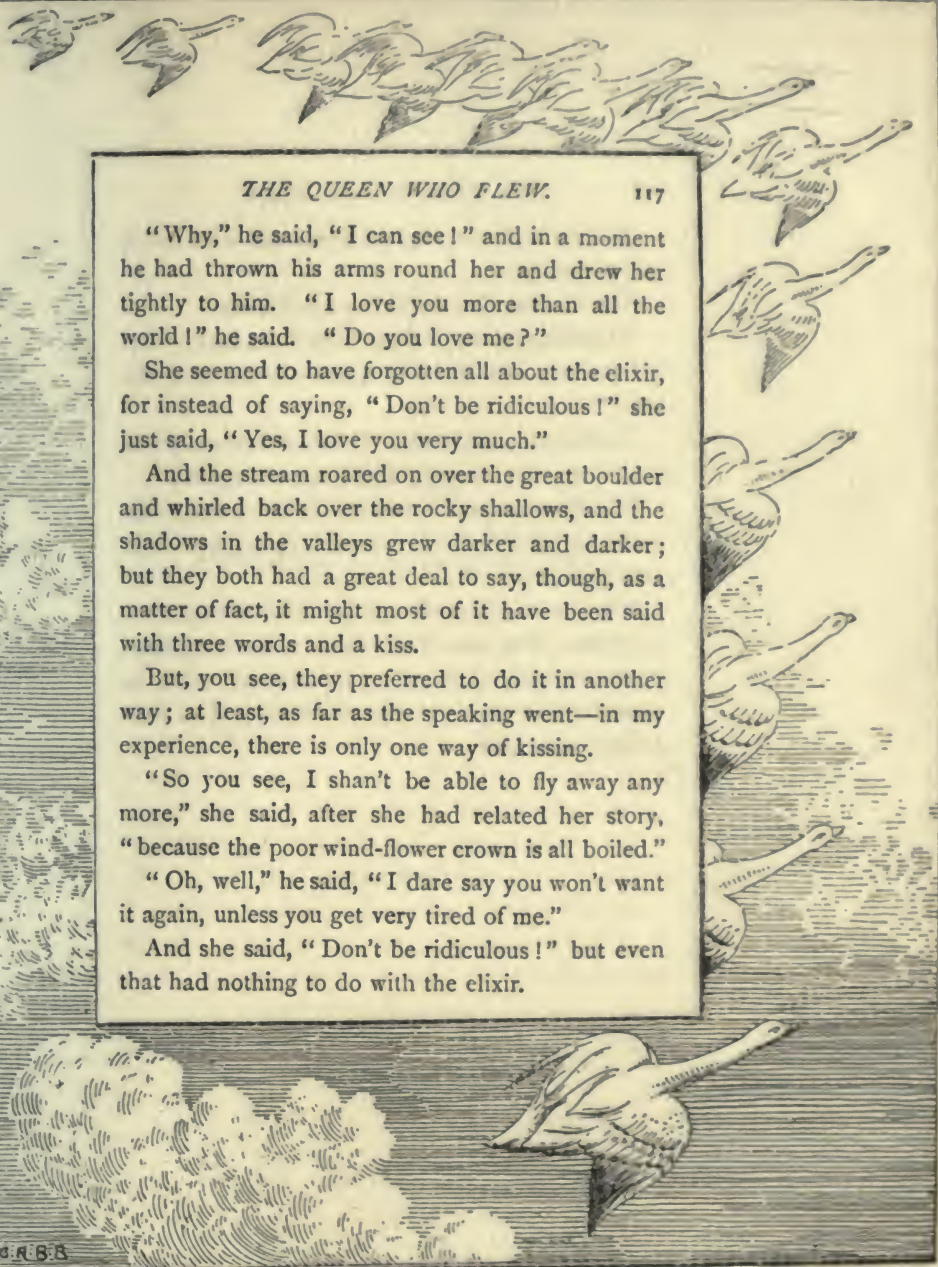 THE QUEEN WHO FLEW. 117
"Why," he said, "I can see!" and in a moment
he had thrown his arms round her and drew her
tightly to him. "I love you more than all the
world!" he said. "Do you love me?"
She seemed to have forgotten all about the elixir,
for instead of saying, "Don't be ridiculous!" she
just said, "Yes, I love you very much."
And the stream roared on over the great boulder
and whirled back over the rocky shallows, and the
shadows in the valleys grew darker and darker;
but they both had a great deal to say, though, as a
matter of fact, it might most of it have been said
with three words and a kiss.
But, you see, they preferred to do it in another
way; at least, as far as the speaking went—in my
experience, there is only one way of kissing.
"So you see, I shan't be able to fly away any
more," she said, after she had related her story,
"because the poor wind-flower crown is all boiled."
"Oh, well," he said, "I dare say you won't want
it again, unless you get very tired of me."
And she said, "Don't be ridiculous!" but even
that had nothing to do with the elixir.